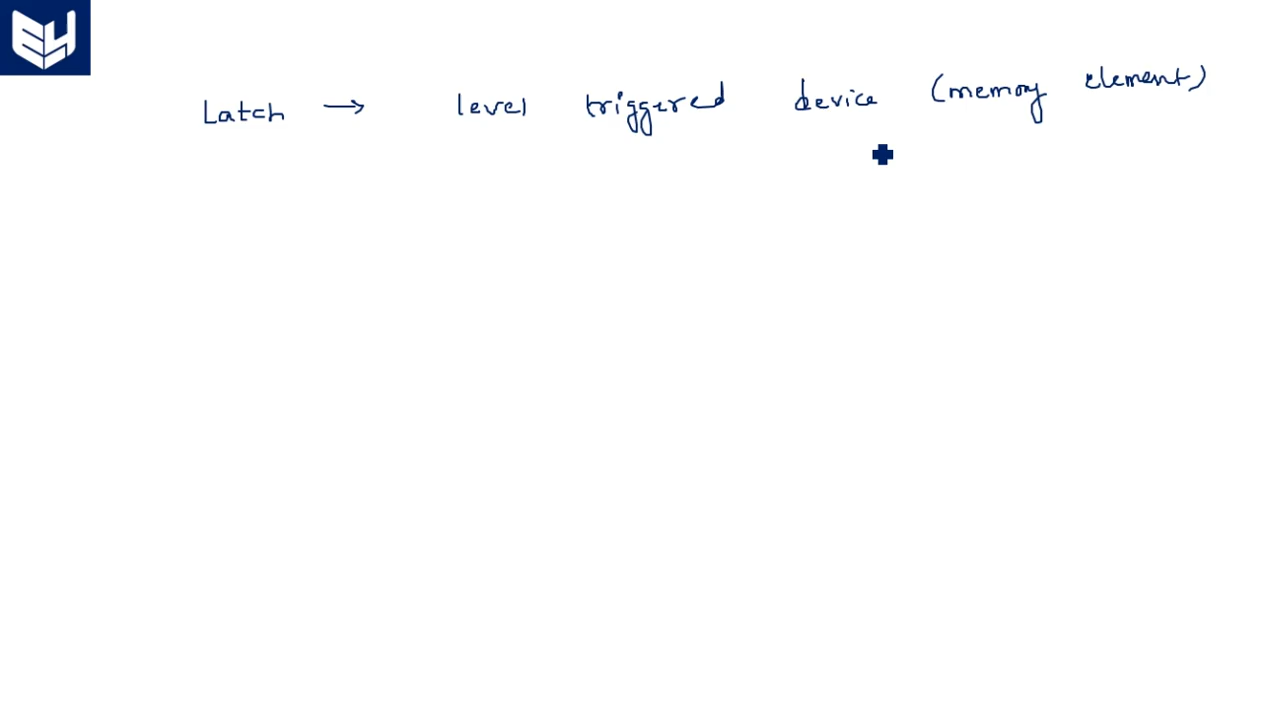 Latch → level triggered device (memory element)